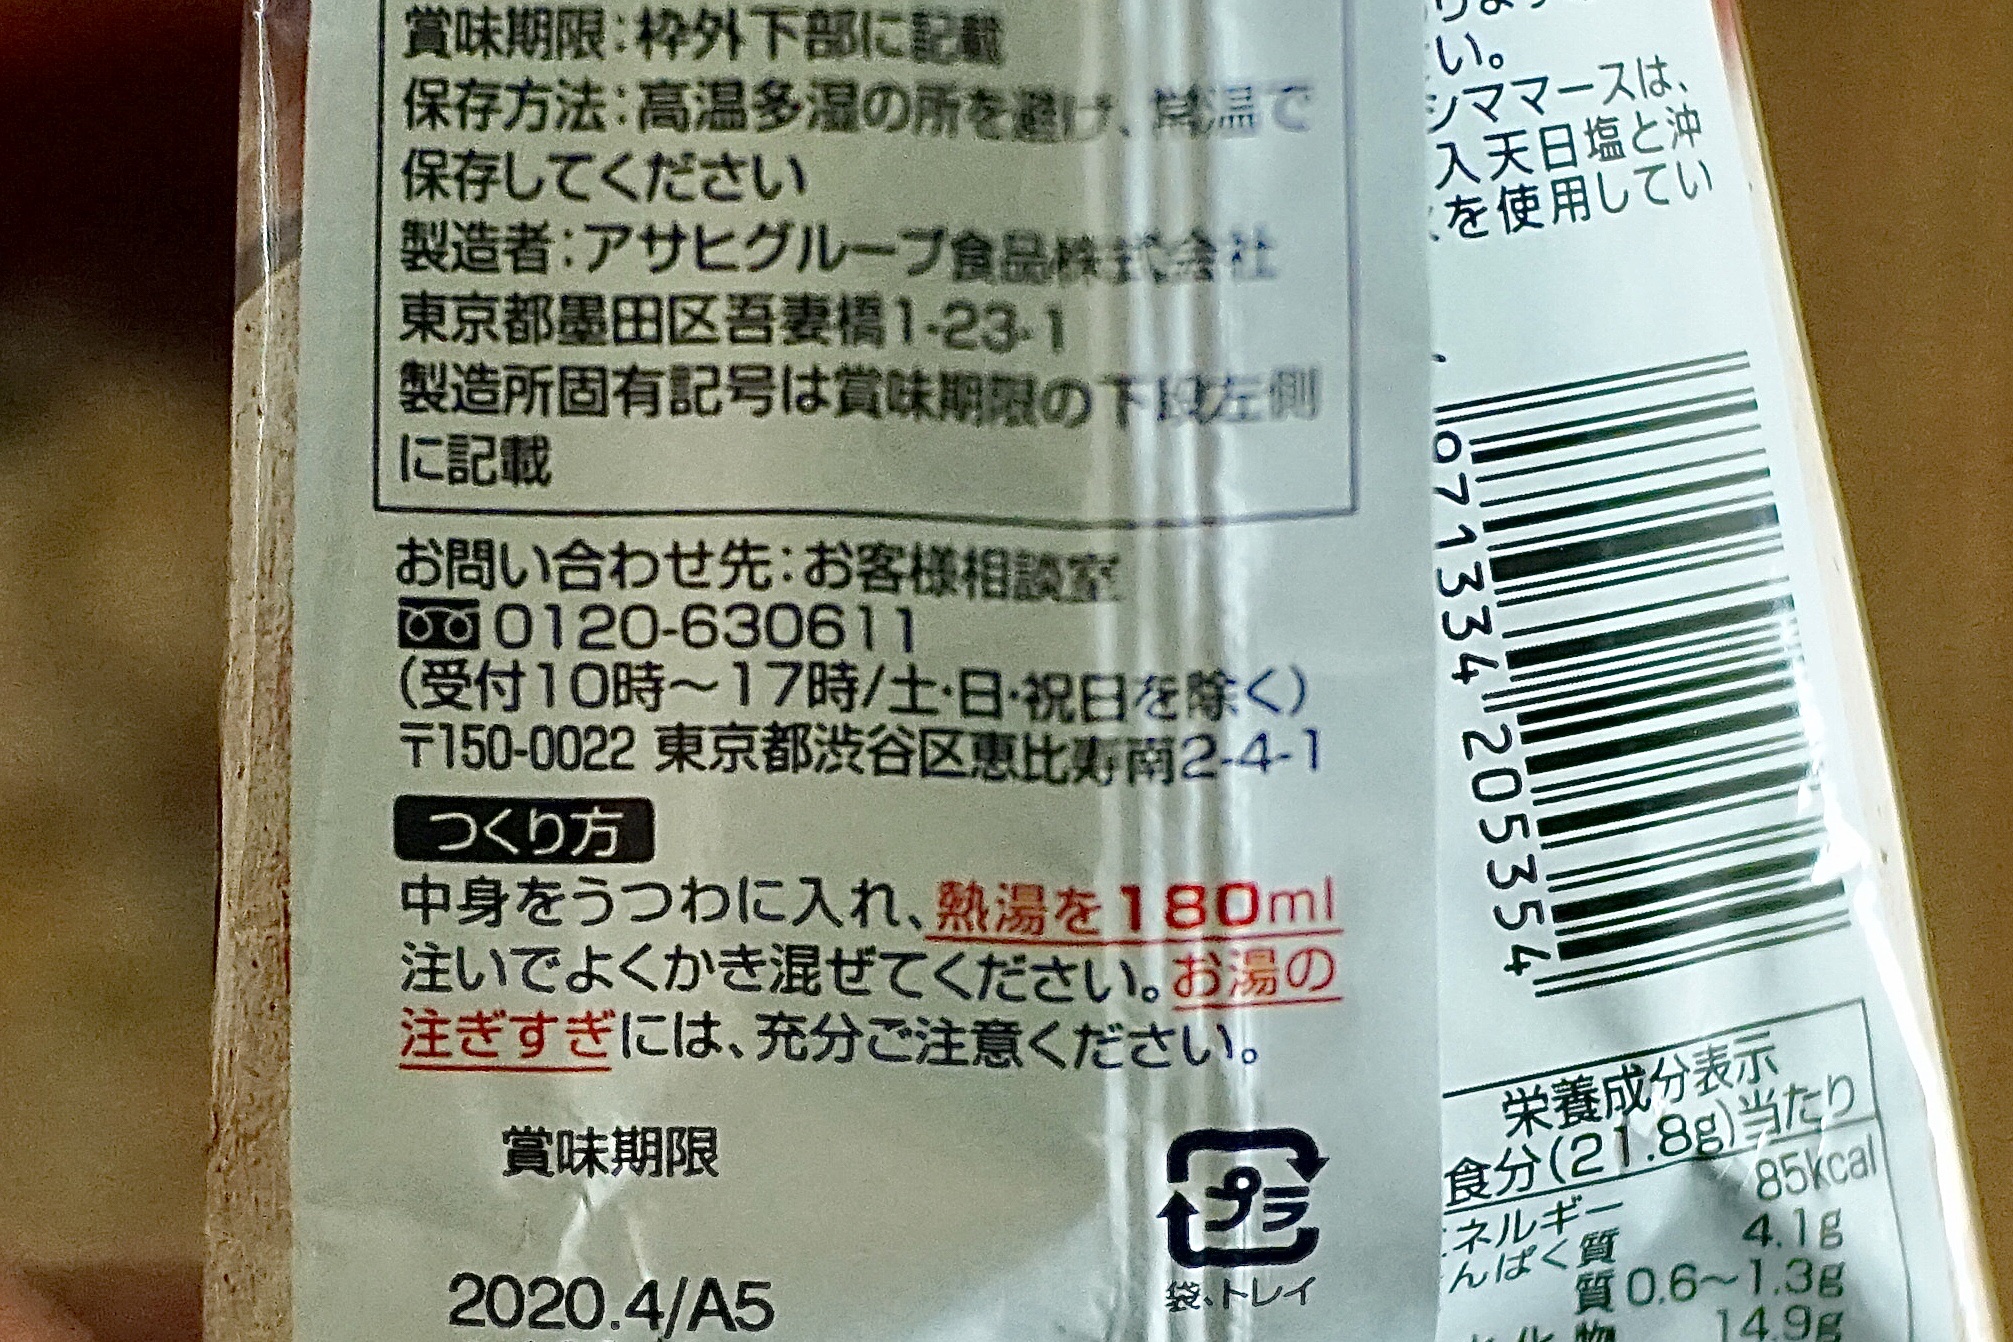 賞味期限:枠外下部に記載
保存方法:高温多湿の所を避け、常温で
保存してください
製造者:アサヒグループ食品株式会社
東京都墨田区吾妻橋1-23-1
製造所固有記号は賞味期限の下段左側
に記載
お問い合わせ先:お客様相談室
0120-630611
(受付10時~17時/土・日・祝日を除く)
〒150-0022 東京都渋谷区恵比寿南2-4-1
つくり方
中身をうつわに入れ、熱湯を180ml
注いでよくかき混ぜてください。お湯の
注ぎすぎには、充分ご注意ください。
賞味期限
2020.4/A5
プラ
袋、トレイ
い。
シママースは、
入天日塩と沖
を使用してい
071334 205354
栄養成分表示
食分(21.8g)当たり
ネルギー 85kcal
んぱく質 4.1g
質 0.6~1.3g
14.9g